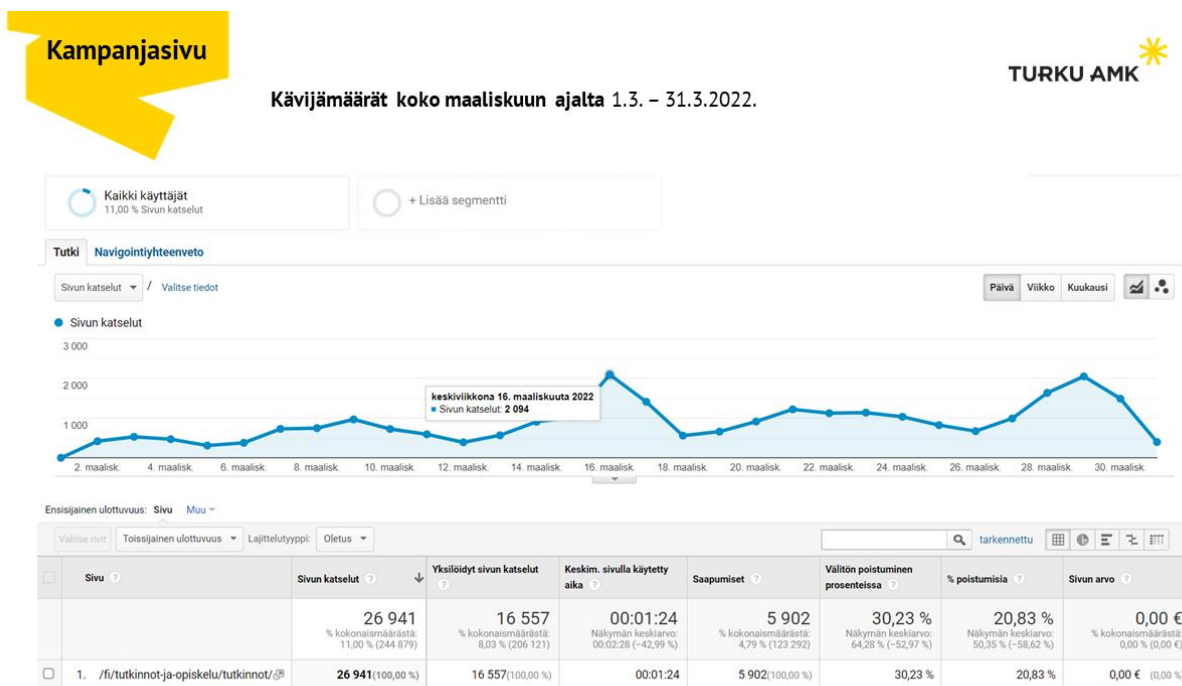 Kampanjasivu
TURKU AMK
Kävijämäärät koko maaliskuun ajalta 1.3. – 31.3.2022.
Kaikki käyttäjät
11,00 % Sivun katselut
+ Lisää segmentti
Tutki Navigointiyhteenveto
Sivun katselut / Valitse tiedot
Päivä Viikko Kuukausi
Sivun katselut
3 000
2 000
1 000
keskiviikkona 16. maaliskuuta 2022
Sivun katselut: 2 094
2. maalisk. 4. maalisk. 6. maalisk. 8. maalisk. 10. maalisk. 12. maalisk. 14. maalisk. 16. maalisk. 18. maalisk. 20. maalisk. 22. maalisk. 24. maalisk. 26. maalisk. 28. maalisk. 30. maalisk.
Ensisijainen ulottuvuus: Sivu Muu
Valitse rivit Toissijainen ulottuvuus Lajittelutyyppi: Oletus tarkennettu
Sivu ? Sivun katselut ? Yksilöidyt sivun katselut ? Keskim. sivulla käytetty aika ? Saapumiset ? Välitön poistuminen prosenteissa ? % poistumisia ? Sivun arvo ?
26 941 16 557 00:01:24 5 902 30,23 % 20,83 % 0,00 €
% kokonaismäärästä: % kokonaismäärästä: Näkymän keskiarvo: % kokonaismäärästä: Näkymän keskiarvo: Näkymän keskiarvo: % kokonaismäärästä:
11,00 % (244 879) 8,03 % (206 121) 00:02:28 (−42,99 %) 4,79 % (123 292) 64,28 % (−52,97 %) 50,35 % (−58,62 %) 0,00 % (0,00 €)
1. /fi/tutkinnot-ja-opiskelu/tutkinnot/ 26 941(100,00 %) 16 557(100,00 %) 00:01:24 5 902(100,00 %) 30,23 % 20,83 % 0,00 € (0,00 %